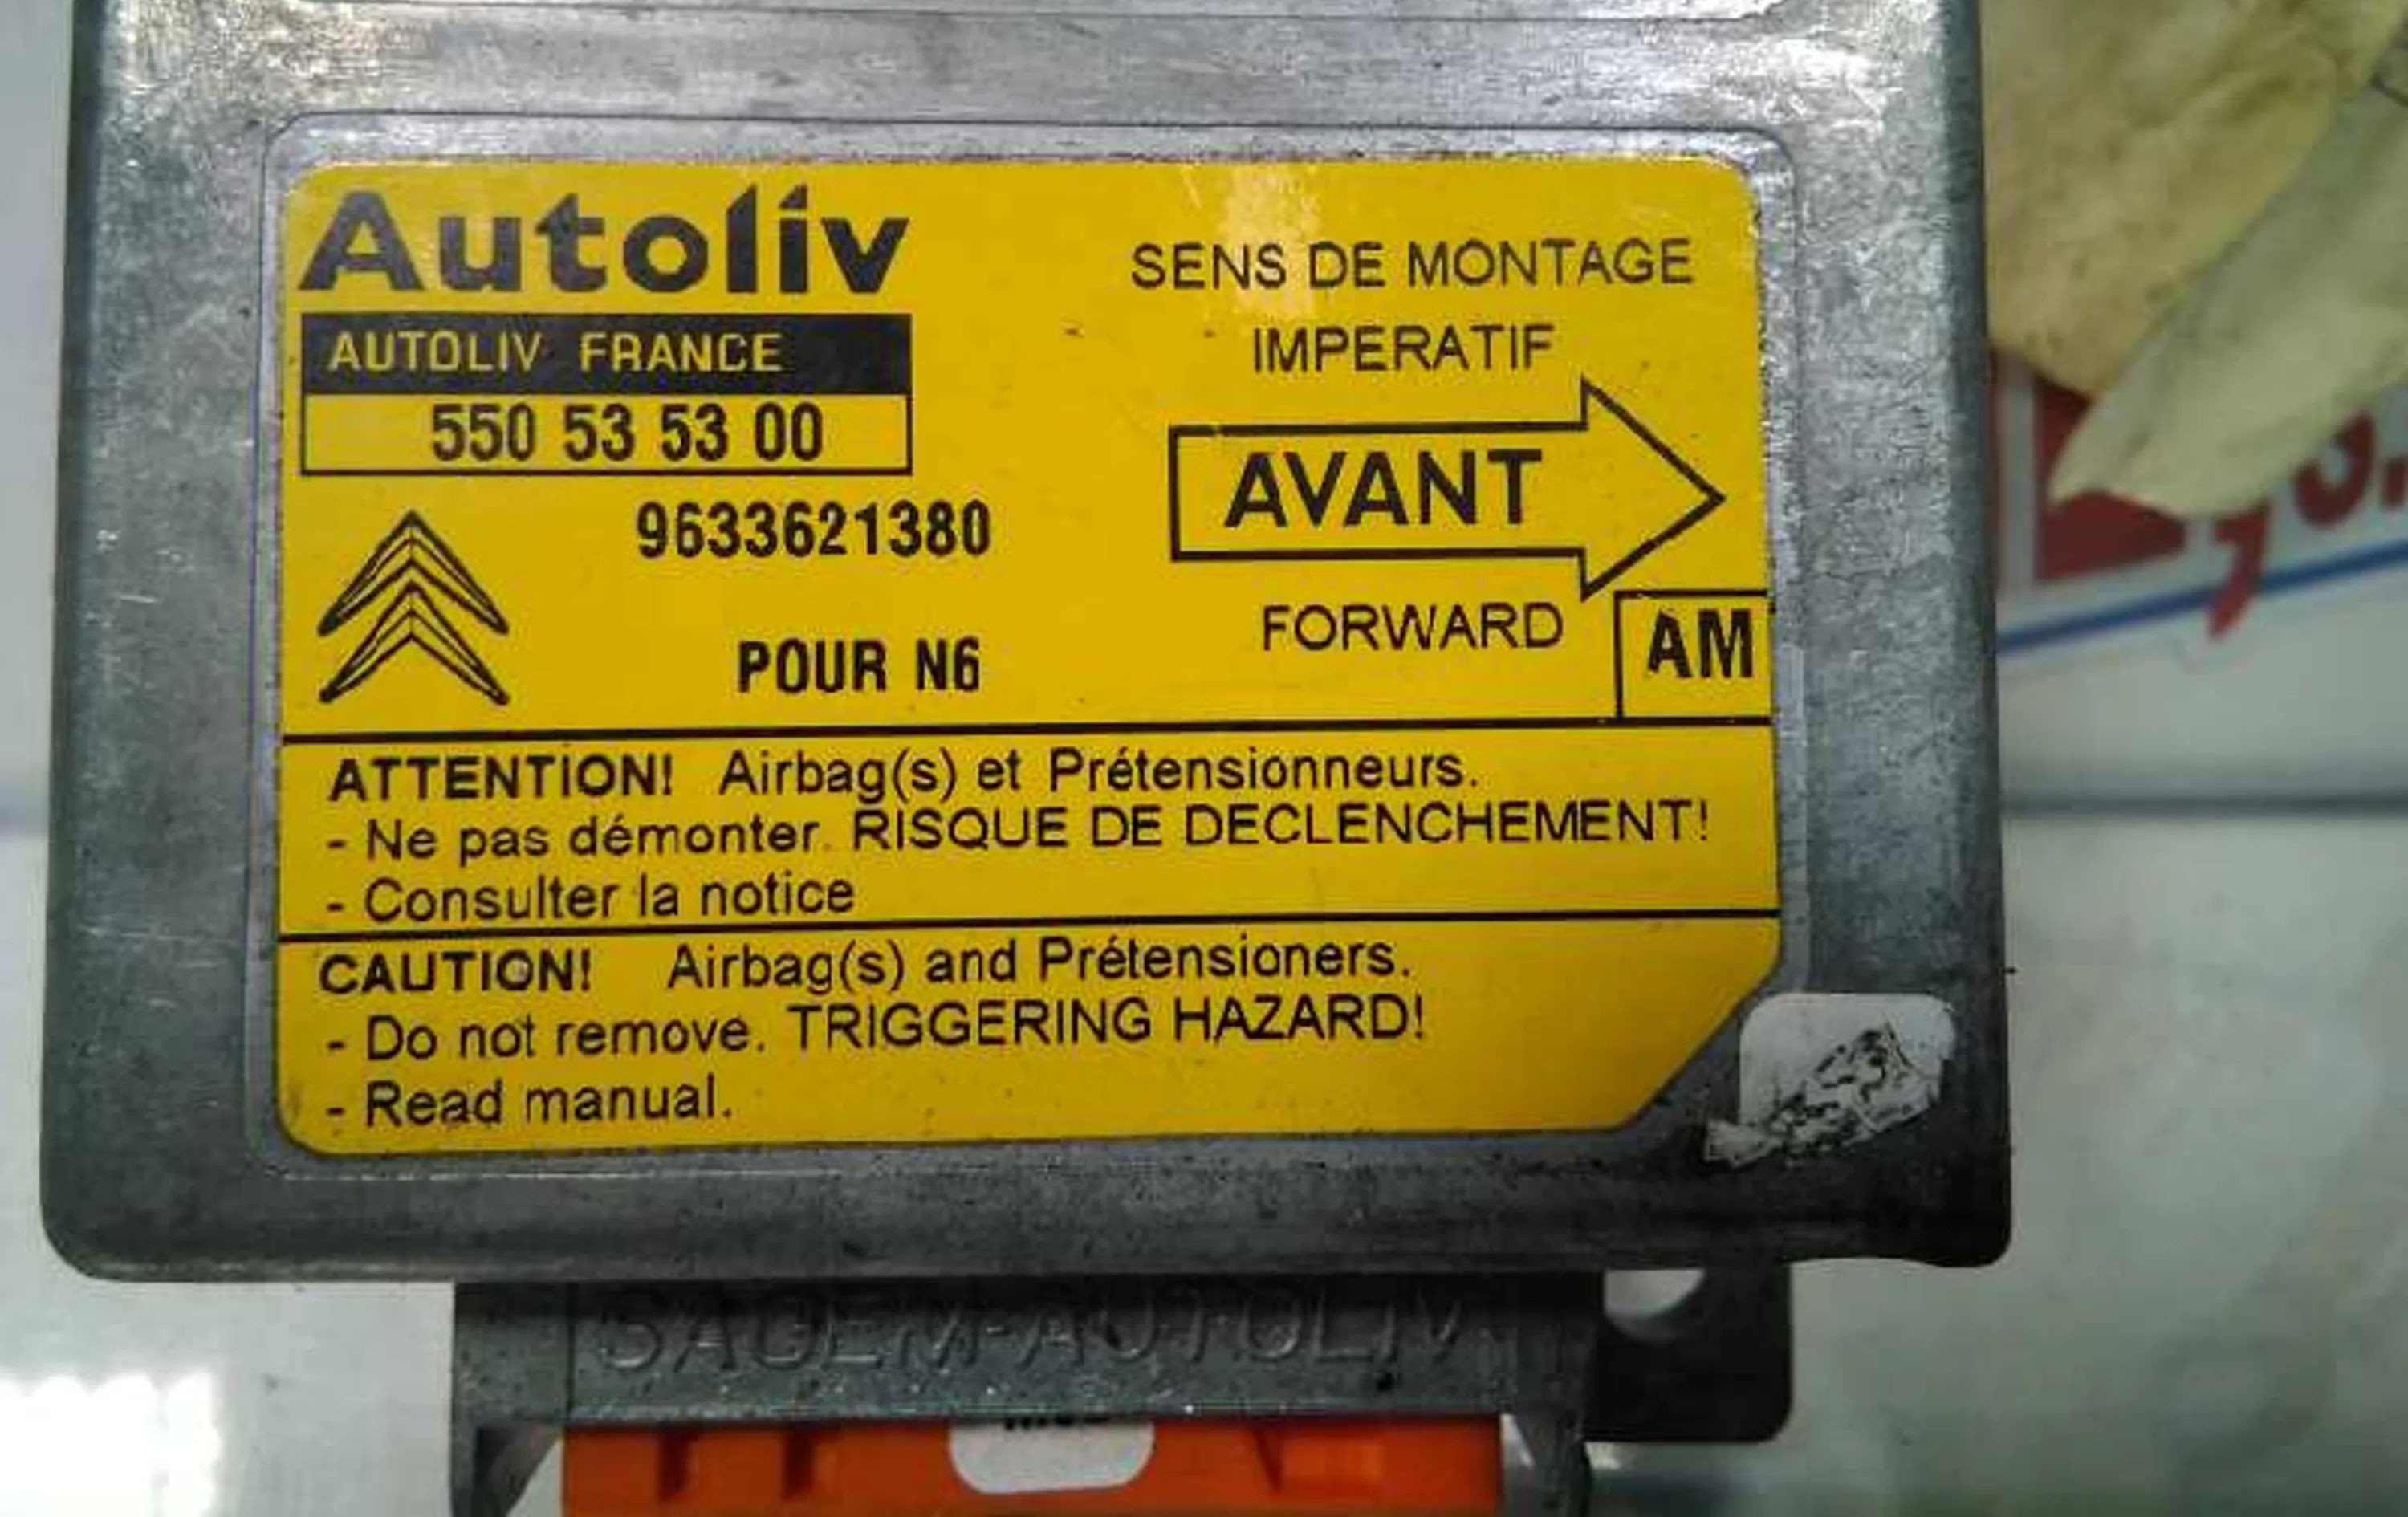 Autoliv
AUTOLIV FRANCE
550 53 53 00
9633621380
POUR N6
SENS DE MONTAGE
IMPERATIF
AVANT
FORWARD
AM
ATTENTION! Airbag(s) et Prétensionneurs.
- Ne pas démonter. RISQUE DE DECLENCHEMENT!
- Consulter la notice
CAUTION! Airbag(s) and Prétensioners.
- Do not remove. TRIGGERING HAZARD!
- Read manual.
SAGEM-AUTOLIV